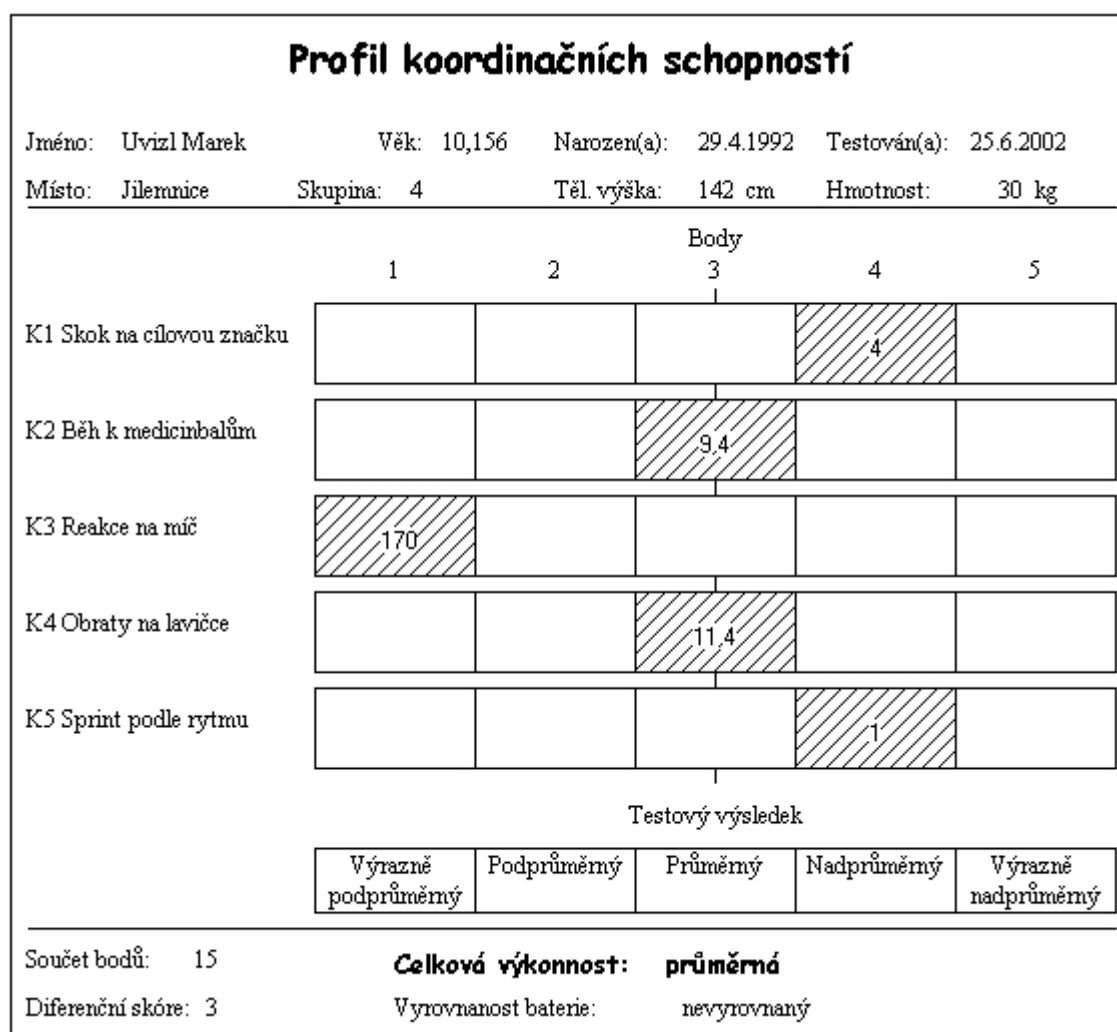 Profil koordinačních schopností
Jméno: Uvizl Marek Věk: 10,156 Narozen(a): 29.4.1992 Testován(a): 25.6.2002
Místo: Jilemnice Skupina: 4 Těl. výška: 142 cm Hmotnost: 30 kg
Body
1 2 3 4 5
K1 Skok na cílovou značku 4
K2 Běh k medicinbalům 9,4
K3 Reakce na míč 170
K4 Obraty na lavičce 11,4
K5 Sprint podle rytmu 1
Testový výsledek
Výrazně podprůměrný Podprůměrný Průměrný Nadprůměrný Výrazně nadprůměrný
Součet bodů: 15 Celková výkonnost: průměrná
Diferenční skóre: 3 Vyrovnanost baterie: nevyrovnaný